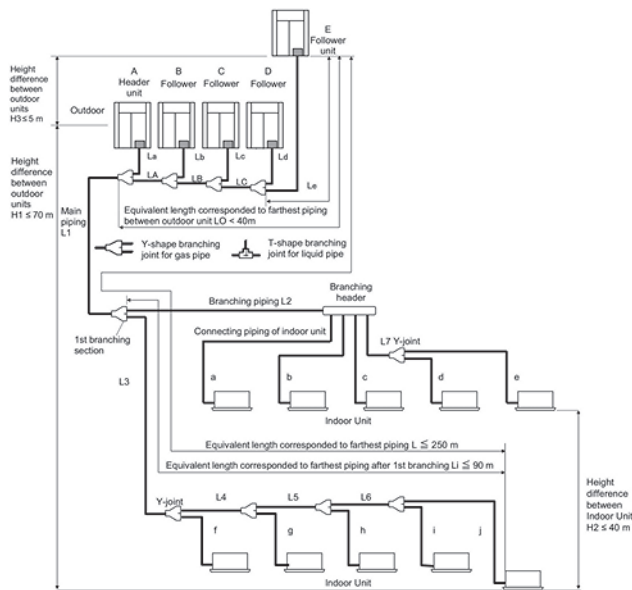 E
Follower
unit
A
Header
unit
B
Follower
C
Follower
D
Follower
Height
difference
between
outdoor
units
H3≤5 m
Outdoor
La
Lb
Lc
Ld
Le
LA
LB
LC
Height
difference
between
outdoor
units
H1 ≤ 70 m
Main
piping
L1
Equivalent length corresponded to farthest piping
between outdoor unit LO < 40m
Y-shape branching
joint for gas pipe
T-shape branching
joint for liquid pipe
Branching piping L2
Branching
header
1st branching
section
Connecting piping of indoor unit
L7 Y-joint
L3
a
b
c
d
e
Indoor Unit
Equivalent length corresponded to farthest piping L ≦ 250 m
Equivalent length corresponded to farthest piping after 1st branching Li ≦ 90 m
Y-joint
L4
L5
L6
f
g
h
i
j
Height
difference
between
Indoor Unit
H2 ≤ 40 m
Indoor Unit